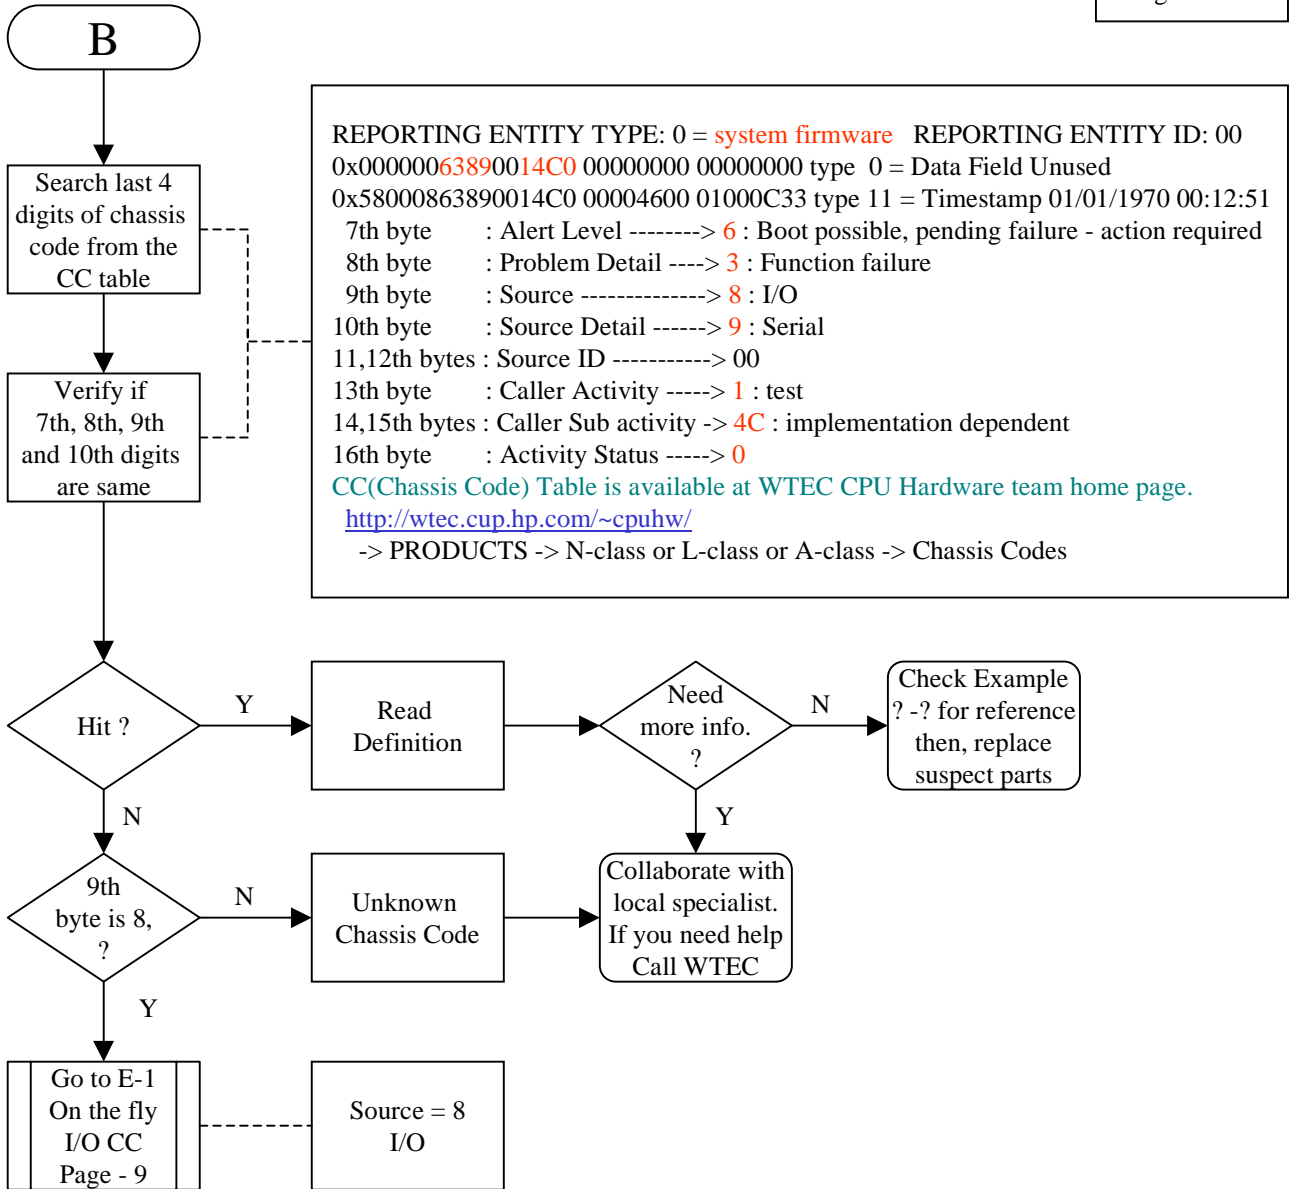 B
Search last 4
digits of chassis
code from the
CC table
Verify if
7th, 8th, 9th
and 10th digits
are same
REPORTING ENTITY TYPE: 0 = system firmware   REPORTING ENTITY ID: 00
0x00000063890014C0 00000000 00000000 type  0 = Data Field Unused
0x58000863890014C0 00004600 01000C33 type 11 = Timestamp 01/01/1970 00:12:51
7th byte : Alert Level --------> 6 : Boot possible, pending failure - action required
8th byte : Problem Detail ----> 3 : Function failure
9th byte : Source --------------> 8 : I/O
10th byte : Source Detail ------> 9 : Serial
11,12th bytes : Source ID -----------> 00
13th byte : Caller Activity -----> 1 : test
14,15th bytes : Caller Sub activity -> 4C : implementation dependent
16th byte : Activity Status -----> 0
CC(Chassis Code) Table is available at WTEC CPU Hardware team home page.
http://wtec.cup.hp.com/~cpuhw/
-> PRODUCTS -> N-class or L-class or A-class -> Chassis Codes
Hit ?
Y
Read
Definition
Need
more info.
?
N
Check Example
? -? for reference
then, replace
suspect parts
N
Y
9th
byte is 8,
?
N
Unknown
Chassis Code
Collaborate with
local specialist.
If you need help
Call WTEC
Y
Go to E-1
On the fly
I/O CC
Page - 9
Source = 8
I/O